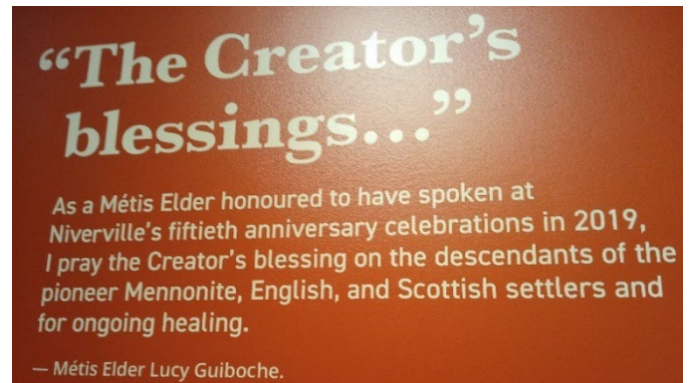 “The Creator’s
blessings...”
As a Métis Elder honoured to have spoken at
Niverville’s fiftieth anniversary celebrations in 2019,
I pray the Creator’s blessing on the descendants of the
pioneer Mennonite, English, and Scottish settlers and
for ongoing healing.
— Métis Elder Lucy Guiboche.